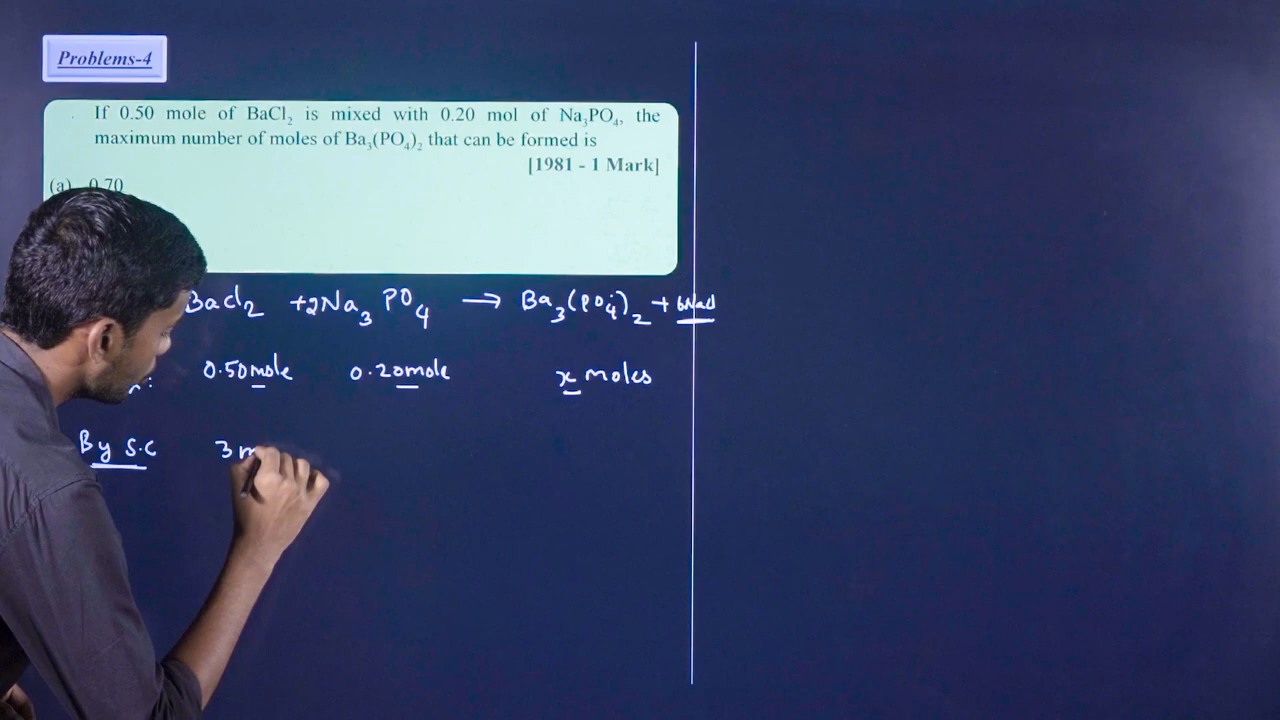 Problems-4
If 0.50 mole of BaCl₂ is mixed with 0.20 mol of Na₃PO₄, the
maximum number of moles of Ba₃(PO₄)₂ that can be formed is
[1981 - 1 Mark]
(a) 0.70
BaCl₂ +2Na₃PO₄ → Ba₃(PO₄)₂ + 6NaCl
0.50mole 0.20mole x moles
By S.C 3 m